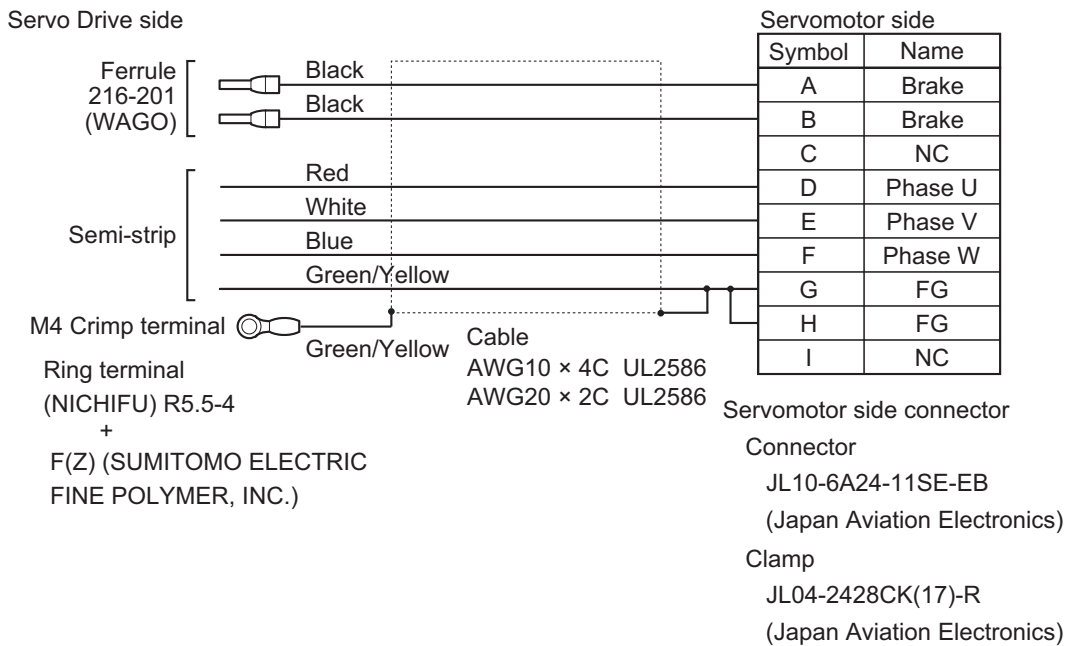 Servo Drive side
Servomotor side
Symbol Name
Ferrule
216-201
(WAGO)
Black
A Brake
Black
B Brake
C NC
Semi-strip
Red
D Phase U
White
E Phase V
Blue
F Phase W
Green/Yellow
G FG
H FG
I NC
M4 Crimp terminal
Green/Yellow
Ring terminal
(NICHIFU) R5.5-4
+
F(Z) (SUMITOMO ELECTRIC
FINE POLYMER, INC.)
Cable
AWG10 × 4C UL2586
AWG20 × 2C UL2586
Servomotor side connector
Connector
JL10-6A24-11SE-EB
(Japan Aviation Electronics)
Clamp
JL04-2428CK(17)-R
(Japan Aviation Electronics)